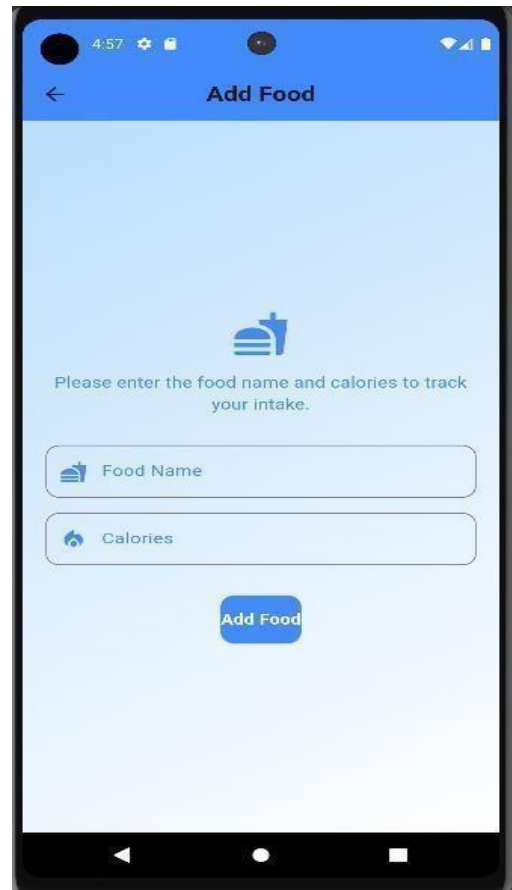 4:57
Add Food
Please enter the food name and calories to track
your intake.
Food Name
Calories
Add Food